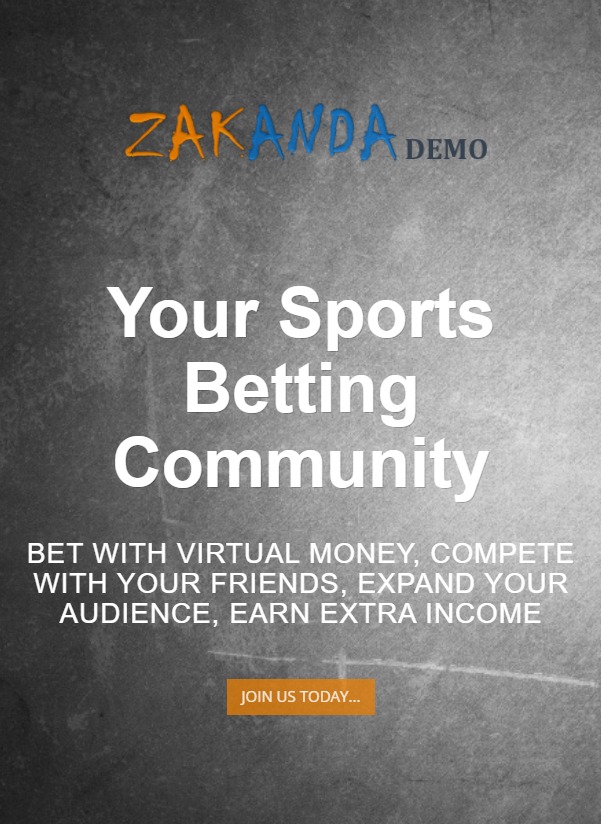 ZAKANDA DEMO
Your Sports
Betting
Community
BET WITH VIRTUAL MONEY, COMPETE
WITH YOUR FRIENDS, EXPAND YOUR
AUDIENCE, EARN EXTRA INCOME
JOIN US TODAY...